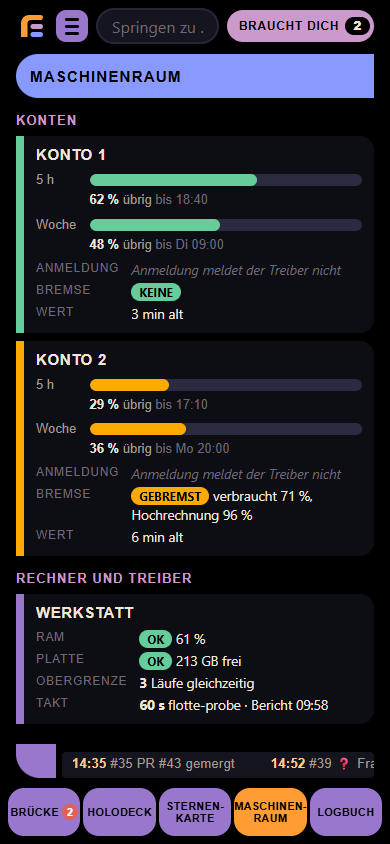 Springen zu .
BRAUCHT DICH 2
MASCHINENRAUM
KONTEN
KONTO 1
5 h
62 % übrig bis 18:40
Woche
48 % übrig bis Di 09:00
ANMELDUNG Anmeldung meldet der Treiber nicht
BREMSE KEINE
WERT 3 min alt
KONTO 2
5 h
29 % übrig bis 17:10
Woche
36 % übrig bis Mo 20:00
ANMELDUNG Anmeldung meldet der Treiber nicht
BREMSE GEBREMST verbraucht 71 %,
Hochrechnung 96 %
WERT 6 min alt
RECHNER UND TREIBER
WERKSTATT
RAM OK 61 %
PLATTE OK 213 GB frei
OBERGRENZE 3 Läufe gleichzeitig
TAKT 60 s flotte-probe · Bericht 09:58
14:35 #35 PR #43 gemergt 14:52 #39 ❓ Fra
BRÜCKE 2
HOLODECK
STERNEN-
KARTE
MASCHINEN-
RAUM
LOGBUCH